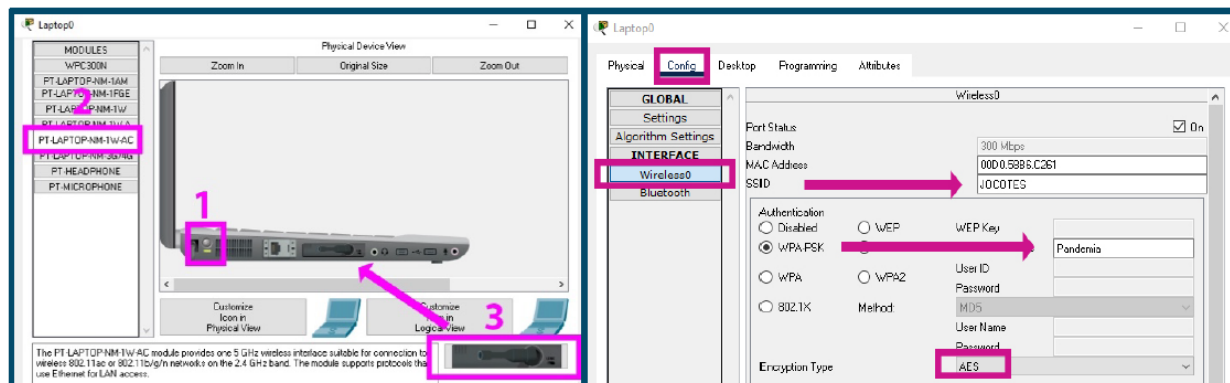 Laptop0
MODULES
WPC300N
PT-LAPTOP-NM-1AM
PT-LAPTOP-NM-1FGE
PT-LAPTOP-NM-1W
PT-LAPTOP-NM-1W-A
PT-LAPTOP-NM-1W-AC
PT-LAPTOP-NM-3G/4G
PT-HEADPHONE
PT-MICROPHONE
2
Physical Device View
Zoom In
Original Size
Zoom Out
1
3
Customize
Icon in
Physical View
Customize
Icon in
Logical View
The PT-LAPTOP-NM-1W-AC module provides one 5 GHz wireless interface suitable for connection to
wireless 802.11ac or 802.11b/g/n networks on the 2.4 GHz band. The module supports protocols that
use Ethernet for LAN access.
Laptop0
Physical Config Desktop Programming Attributes
GLOBAL
Settings
Algorithm Settings
INTERFACE
Wireless0
Bluetooth
Wireless0
Port Status On
Bandwidth 300 Mbps
MAC Address 00D0.58B6.C261
SSID JOCOTES
Authentication
Disabled WEP WEP Key
WPA-PSK Pandemia
WPA WPA2 User ID
Password
802.1X Method: MD5
User Name
Password
Encryption Type AES